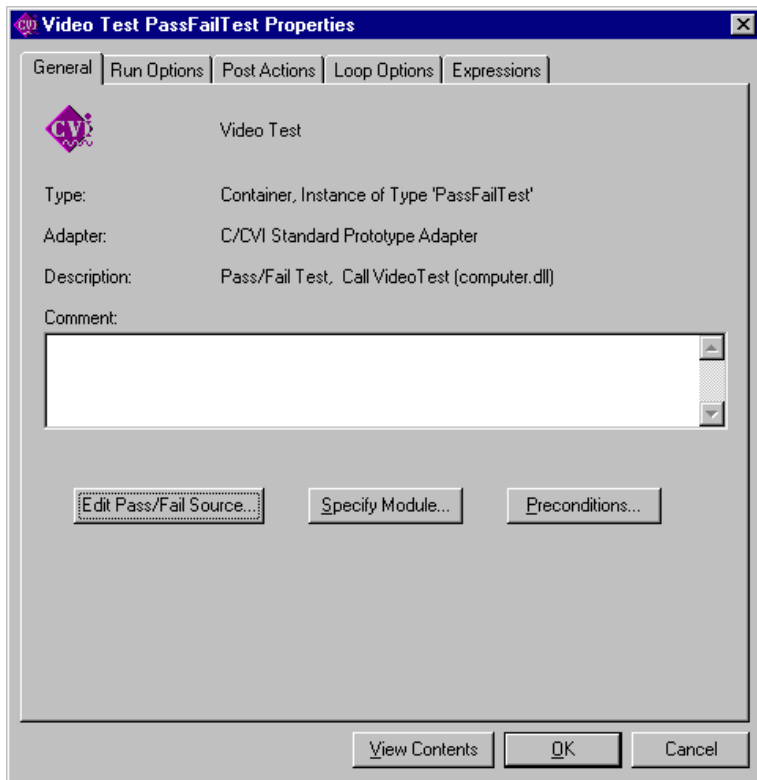 Video Test PassFailTest Properties
General Run Options Post Actions Loop Options Expressions
CVI Video Test
Type: Container, Instance of Type 'PassFailTest'
Adapter: C/CVI Standard Prototype Adapter
Description: Pass/Fail Test, Call VideoTest (computer.dll)
Comment:
Edit Pass/Fail Source... Specify Module... Preconditions...
View Contents OK Cancel